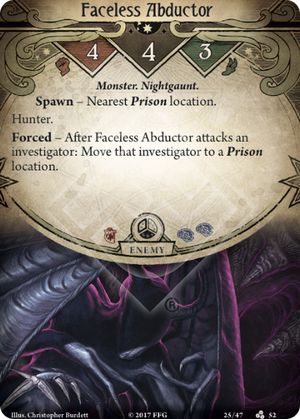 Faceless Abductor
4 4 3
Monster. Nightgaunt.
Spawn – Nearest Prison location.
Hunter.
Forced – After Faceless Abductor attacks an
investigator: Move that investigator to a Prison
location.
ENEMY
Illus. Christopher Burdett © 2017 FFG 25/47 52